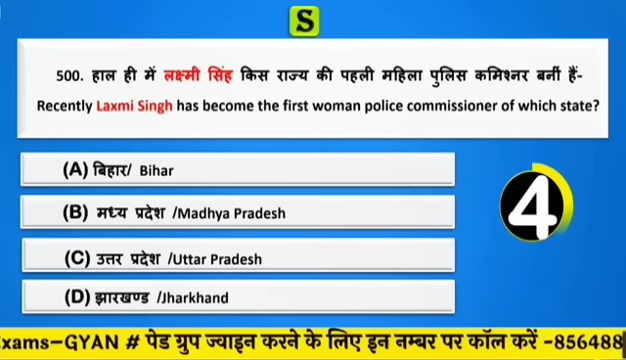 S
500. हाल ही में लक्ष्मी सिंह किस राज्य की पहली महिला पुलिस कमिश्नर बनीं हैं-
Recently Laxmi Singh has become the first woman police commissioner of which state?
(A) बिहार/ Bihar
(B) मध्य प्रदेश /Madhya Pradesh
(C) उत्तर प्रदेश /Uttar Pradesh
(D) झारखण्ड /Jharkhand
4
xams-GYAN # पेड ग्रुप ज्वाइन करने के लिए इन नम्बर पर कॉल करें -856488